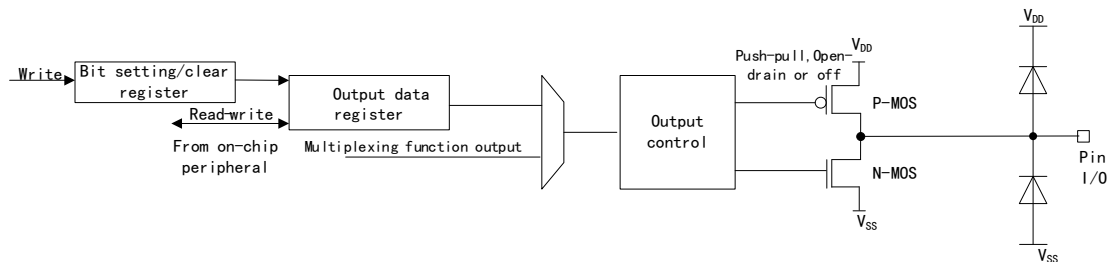 Write
Bit setting/clear
register
Read-write
From on-chip
peripheral
Output data
register
Multiplexing function output
Output
control
Push-pull,Open-
drain or off
VDD
P-MOS
N-MOS
VSS
VDD
Pin
I/O
VSS